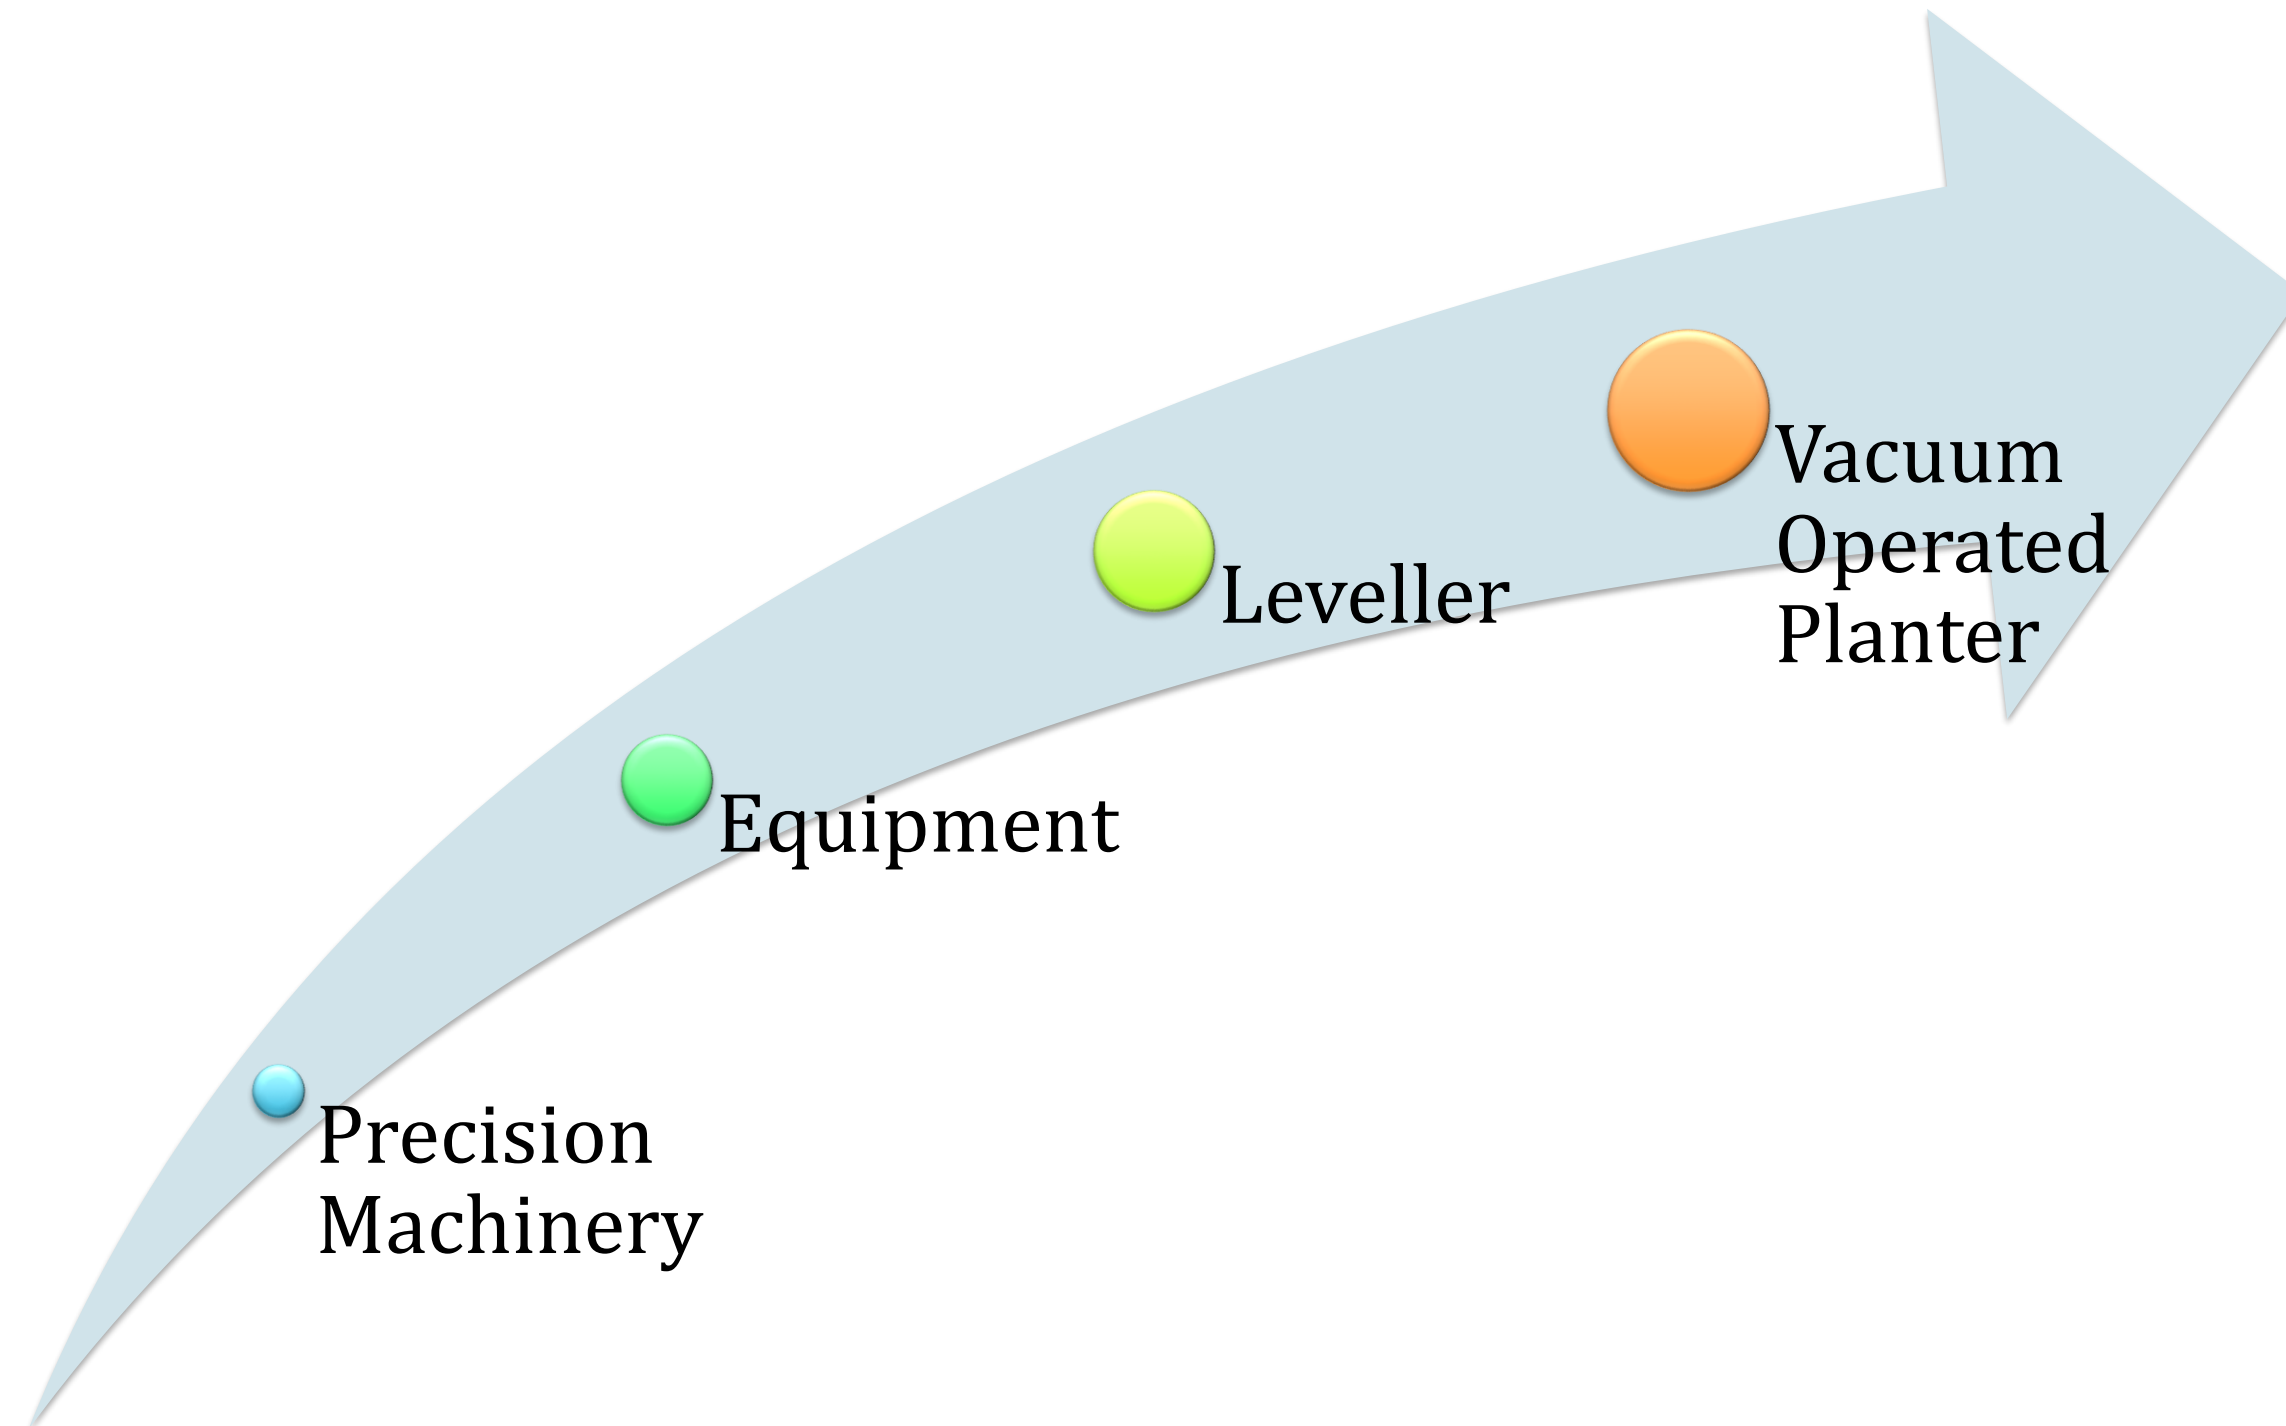 Precision
Machinery
Equipment
Leveller
Vacuum
Operated
Planter